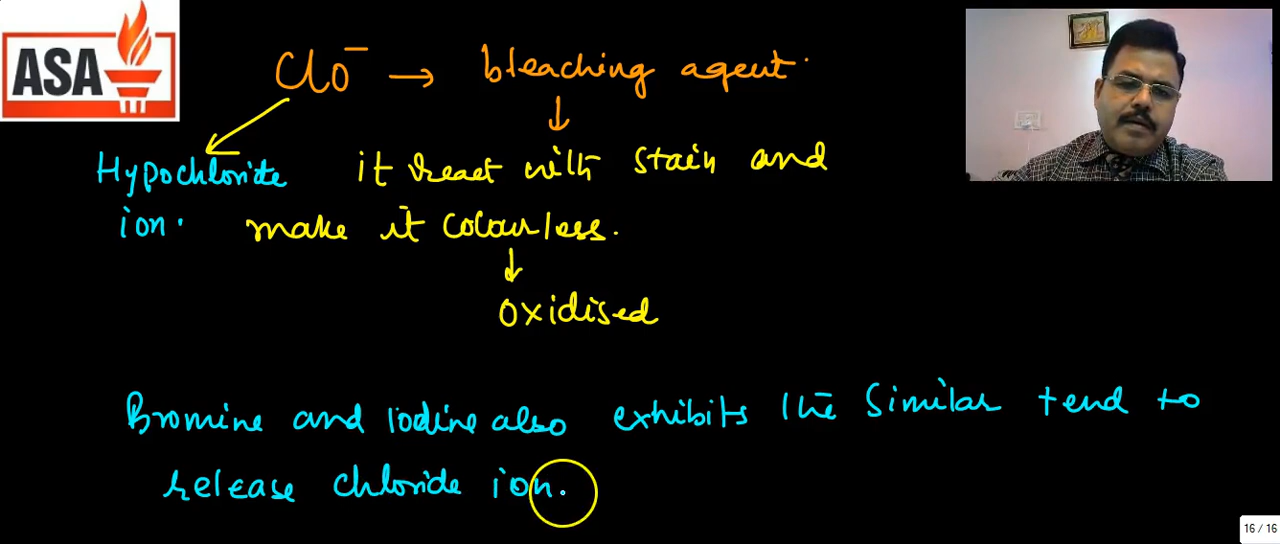 ASA
ClO⁻ → bleaching agent.
Hypochlorite ion.
it react with stain and
make it colourless.
oxidised
Bromine and Iodine also exhibits the Similar tend to
release chloride ion.
16 / 16